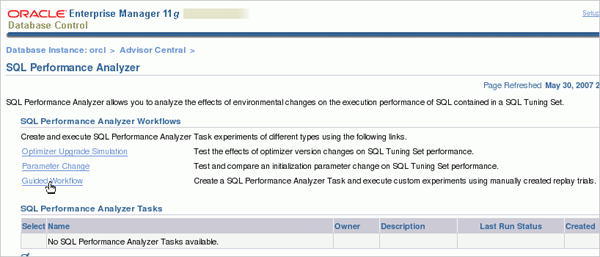 ORACLE Enterprise Manager 11g
Database Control
Setup
Database Instance: orcl > Advisor Central >
SQL Performance Analyzer
Page Refreshed May 30, 2007 2
SQL Performance Analyzer allows you to analyze the effects of environmental changes on the execution performance of SQL contained in a SQL Tuning Set.
SQL Performance Analyzer Workflows
Create and execute SQL Performance Analyzer Task experiments of different types using the following links.
Optimizer Upgrade Simulation Test the effects of optimizer version changes on SQL Tuning Set performance.
Parameter Change Test and compare an initialization parameter change on SQL Tuning Set performance.
Guided Workflow Create a SQL Performance Analyzer Task and execute custom experiments using manually created replay trials.
SQL Performance Analyzer Tasks
Select Name Owner Description Last Run Status Created
No SQL Performance Analyzer Tasks available.